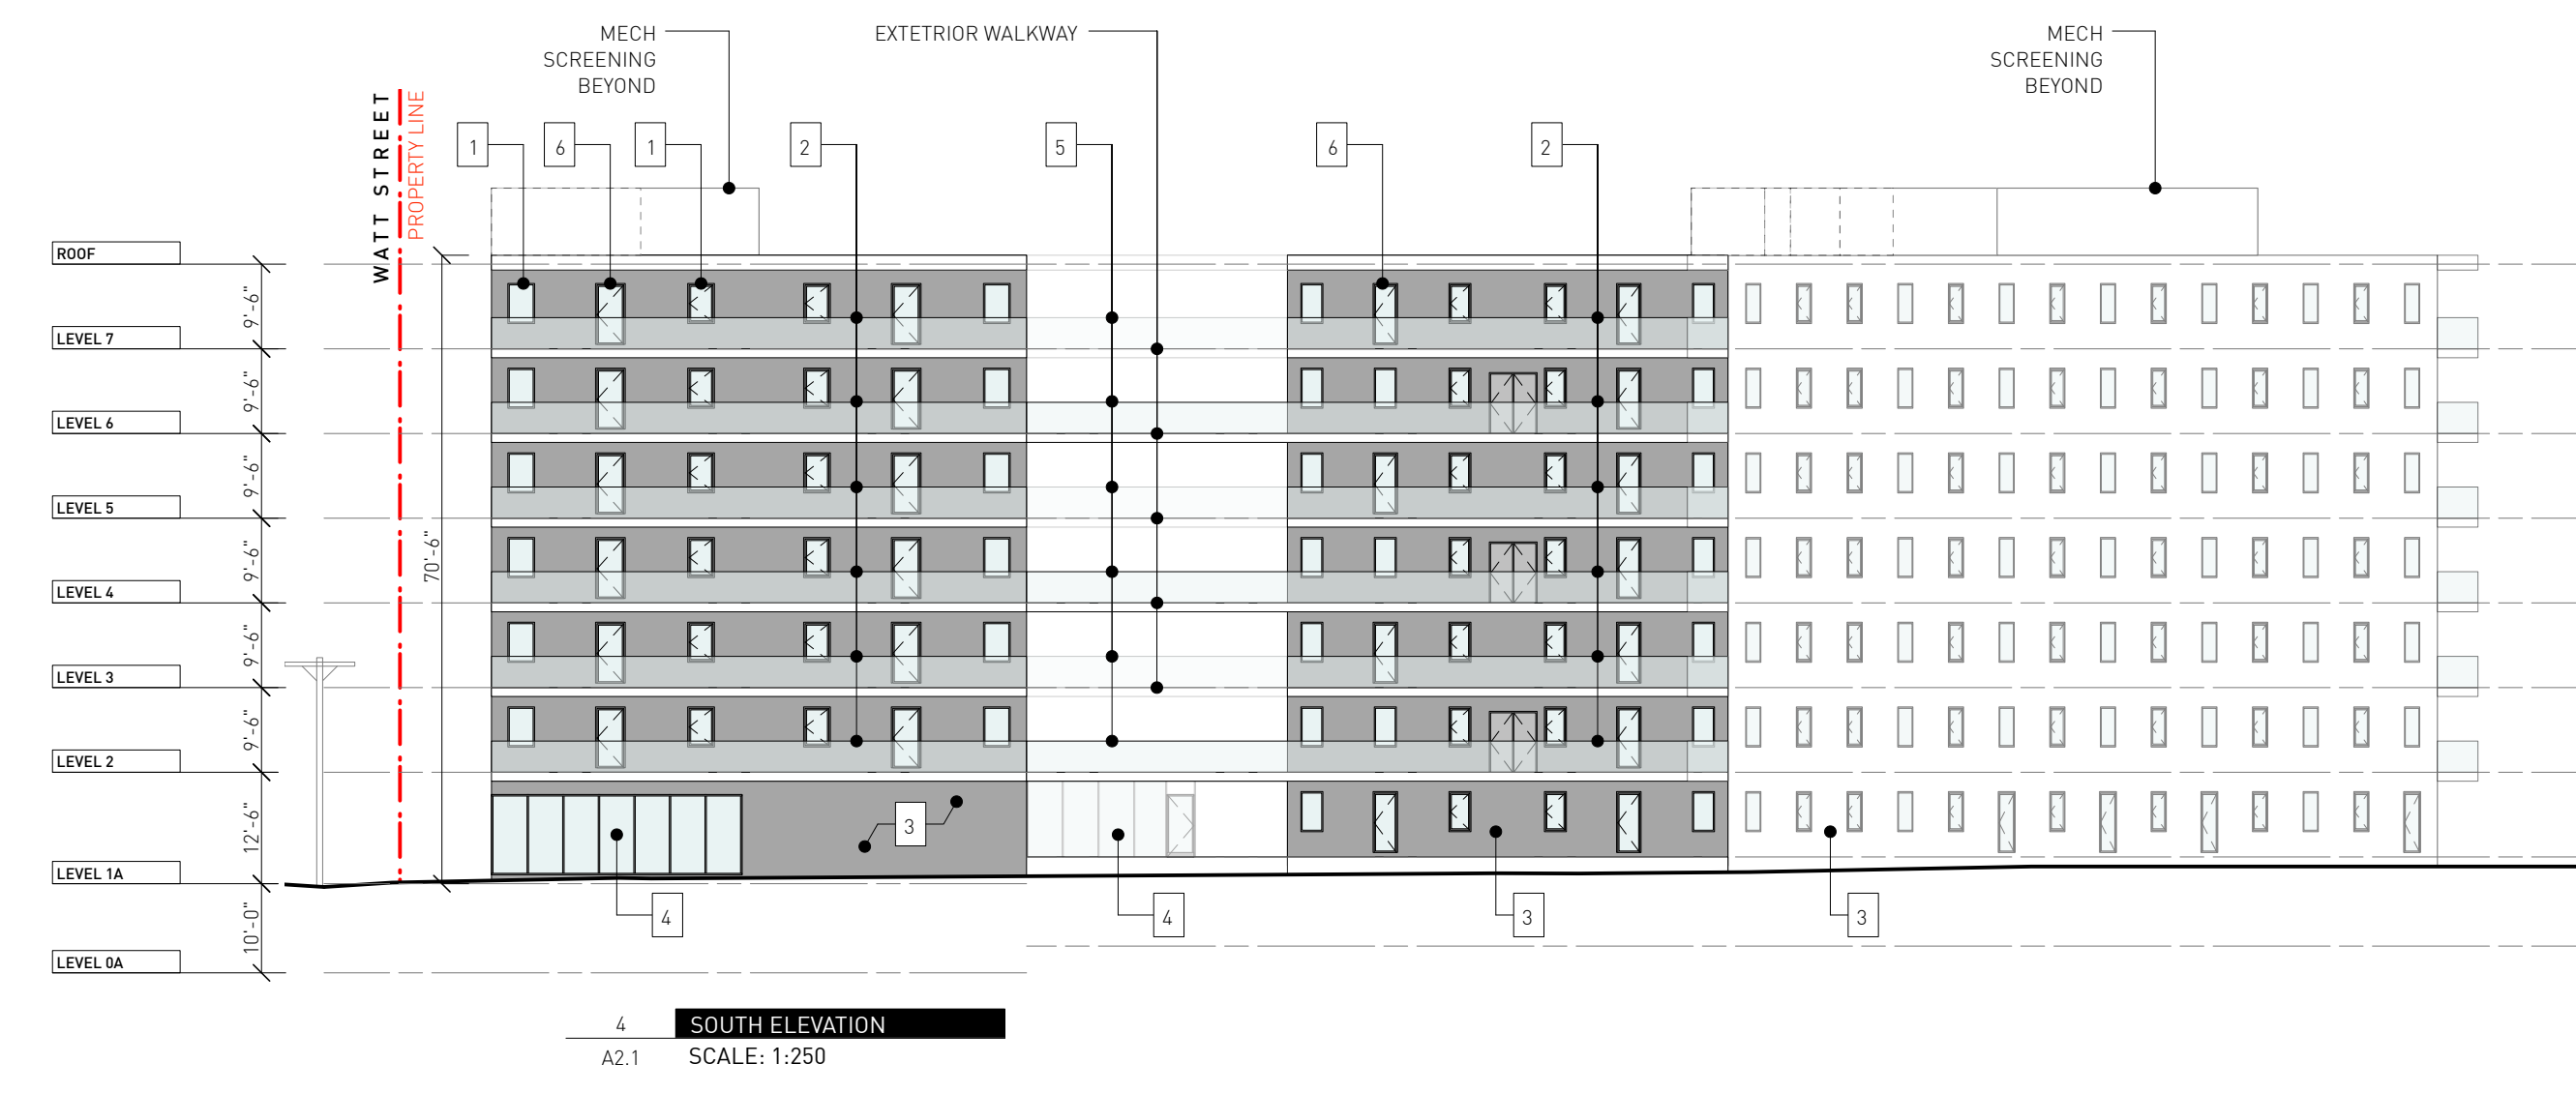 MECH
SCREENING
BEYOND
EXTETRIOR WALKWAY
MECH
SCREENING
BEYOND
WATT STREET
PROPERTY LINE
1
6
1
2
5
6
2
ROOF
9'-6"
LEVEL 7
9'-6"
LEVEL 6
9'-6"
LEVEL 5
9'-6"
LEVEL 4
9'-6"
LEVEL 3
9'-6"
LEVEL 2
12'-6"
LEVEL 1A
10'-0"
LEVEL 0A
70'-6"
3
4
4
3
3
4
SOUTH ELEVATION
A2.1
SCALE: 1:250